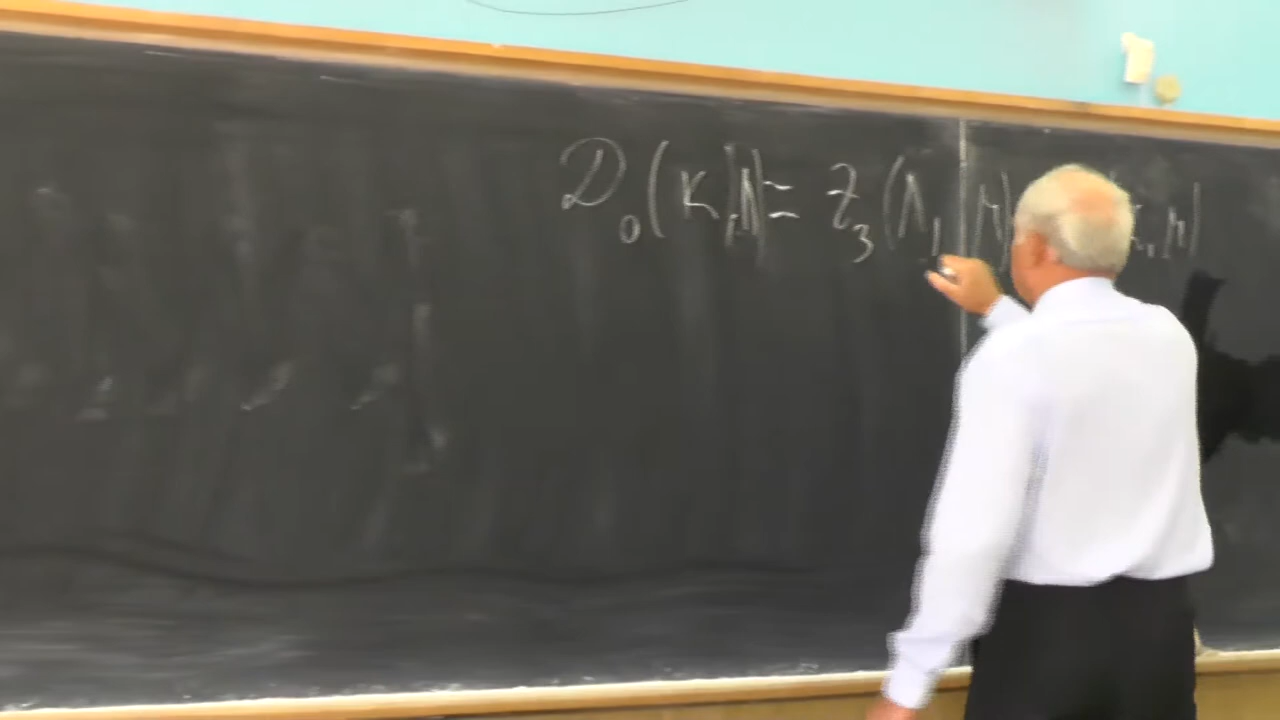 D₀(K,Λ) = Z₃(Λ, μ) κ, μ)